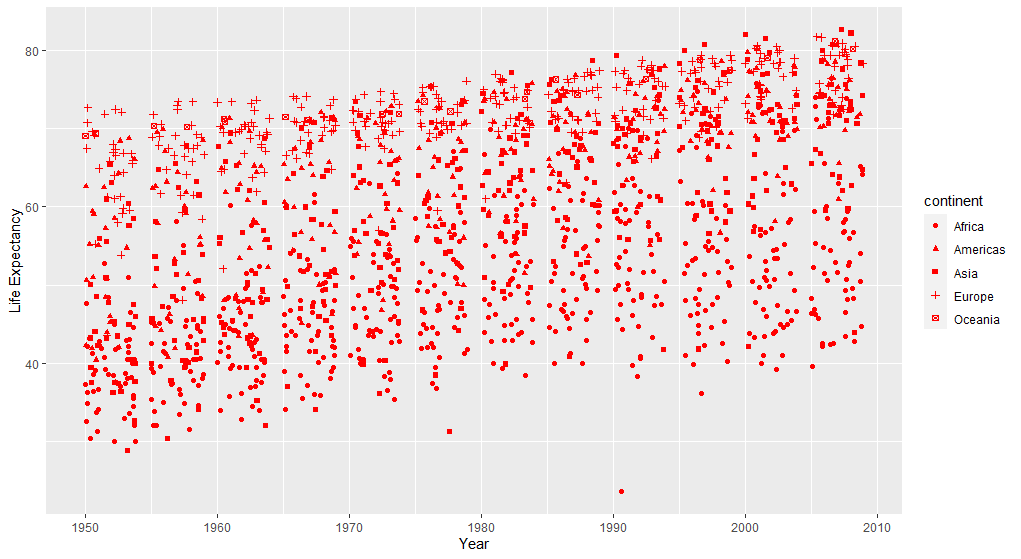 80
60
40
Life Expectancy
1950
1960
1970
1980
1990
2000
2010
Year
continent
Africa
Americas
Asia
Europe
Oceania